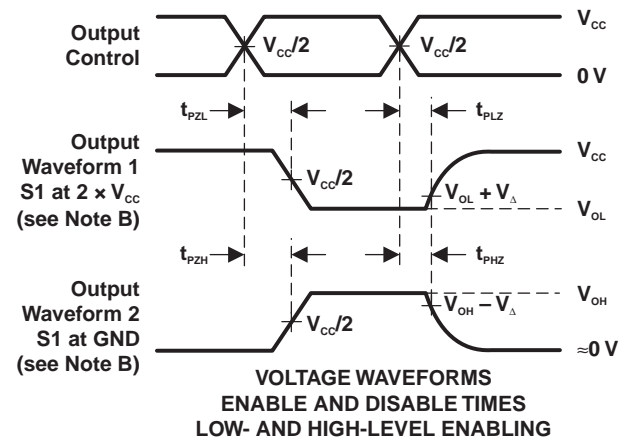 Output
Control
V_CC/2
V_CC/2
V_CC
0 V
t_PZL
t_PLZ
Output
Waveform 1
S1 at 2 × V_CC
(see Note B)
V_CC/2
V_OL + V_Δ
V_CC
V_OL
t_PZH
t_PHZ
Output
Waveform 2
S1 at GND
(see Note B)
V_CC/2
V_OH – V_Δ
V_OH
≈0 V
VOLTAGE WAVEFORMS
ENABLE AND DISABLE TIMES
LOW- AND HIGH-LEVEL ENABLING